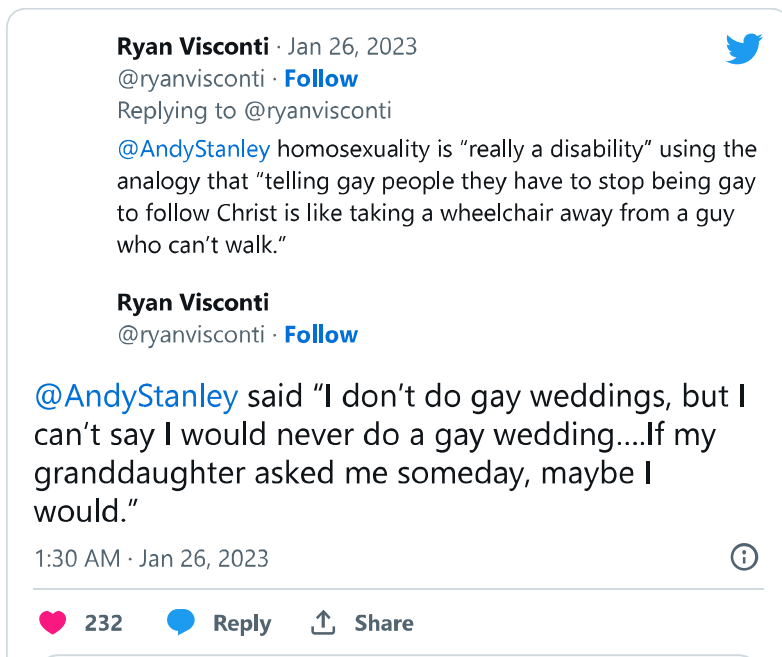 Ryan Visconti · Jan 26, 2023
@ryanvisconti · Follow
Replying to @ryanvisconti
@AndyStanley homosexuality is “really a disability” using the
analogy that “telling gay people they have to stop being gay
to follow Christ is like taking a wheelchair away from a guy
who can’t walk.”
Ryan Visconti
@ryanvisconti · Follow
@AndyStanley said “I don’t do gay weddings, but I
can’t say I would never do a gay wedding....If my
granddaughter asked me someday, maybe I
would.”
1:30 AM · Jan 26, 2023
232 Reply Share